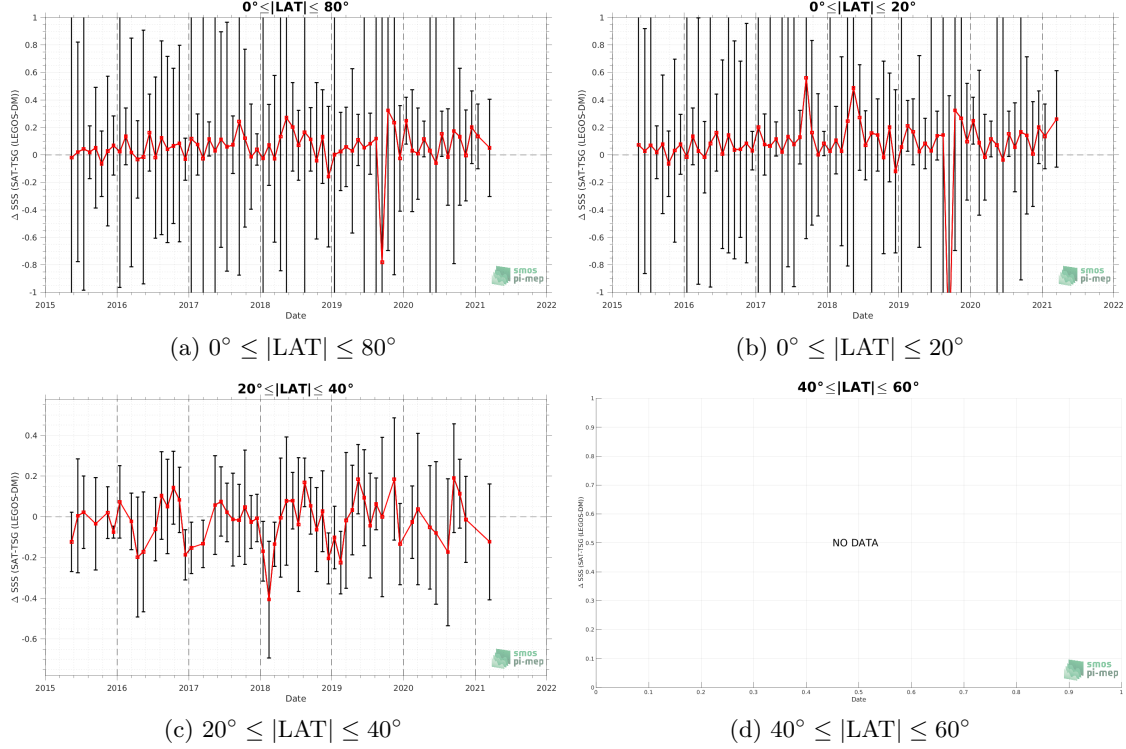 0°≤|LAT|≤ 80°
Δ SSS (SAT-TSG (LEGOS-DM))
1
0.8
0.6
0.4
0.2
0
-0.2
-0.4
-0.6
-0.8
-1
2015 2016 2017 2018 2019 2020 2021 2022
Date
smos
pi-mep
(a) 0° ≤ |LAT| ≤ 80°
0°≤|LAT|≤ 20°
Δ SSS (SAT-TSG (LEGOS-DM))
1
0.8
0.6
0.4
0.2
0
-0.2
-0.4
-0.6
-0.8
-1
2015 2016 2017 2018 2019 2020 2021 2022
Date
smos
pi-mep
(b) 0° ≤ |LAT| ≤ 20°
20°≤|LAT|≤ 40°
Δ SSS (SAT-TSG (LEGOS-DM))
0.4
0.2
0
-0.2
-0.4
-0.6
2015 2016 2017 2018 2019 2020 2021 2022
Date
smos
pi-mep
(c) 20° ≤ |LAT| ≤ 40°
40°≤|LAT|≤ 60°
Δ SSS (SAT-TSG (LEGOS-DM))
1
0.9
0.8
0.7
0.6
0.5
0.4
0.3
0.2
0.1
0
NO DATA
0 0.1 0.2 0.3 0.4 0.5 0.6 0.7 0.8 0.9 1
Date
smos
pi-mep
(d) 40° ≤ |LAT| ≤ 60°